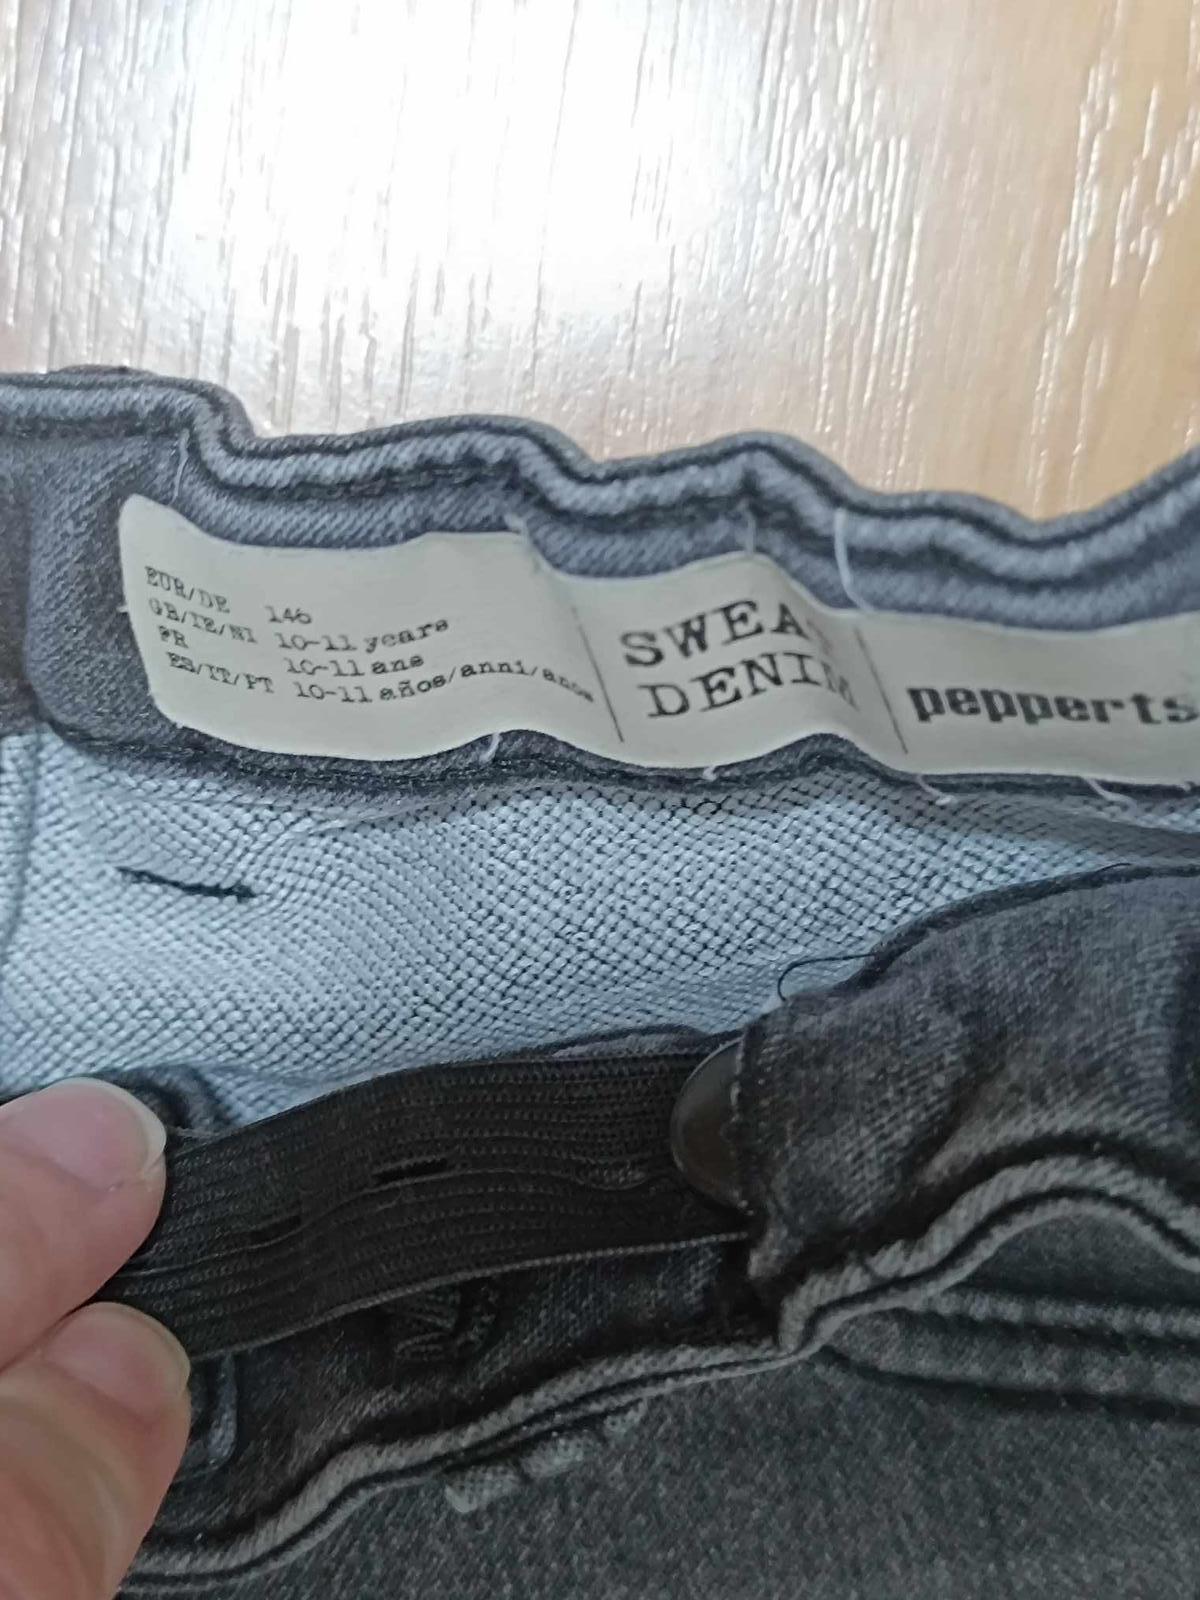 EUR/DE 146
GB/IE/NI 10-11 years
FR 10-11 ans
ES/IT/PT 10-11 años/anni/anos
SWEAT
DENIM
pepperts